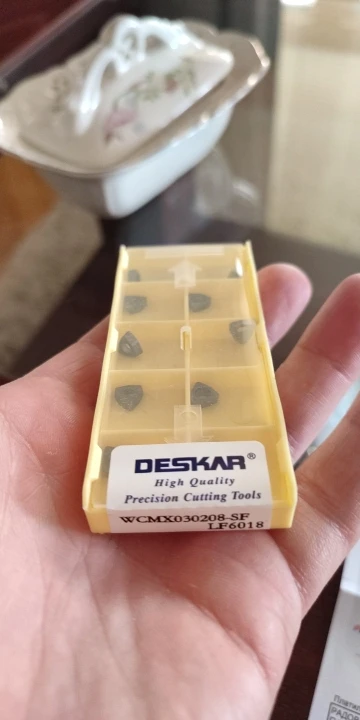 DESKAR®
High Quality
Precision Cutting Tools
WCMX030208-SF
LF6018